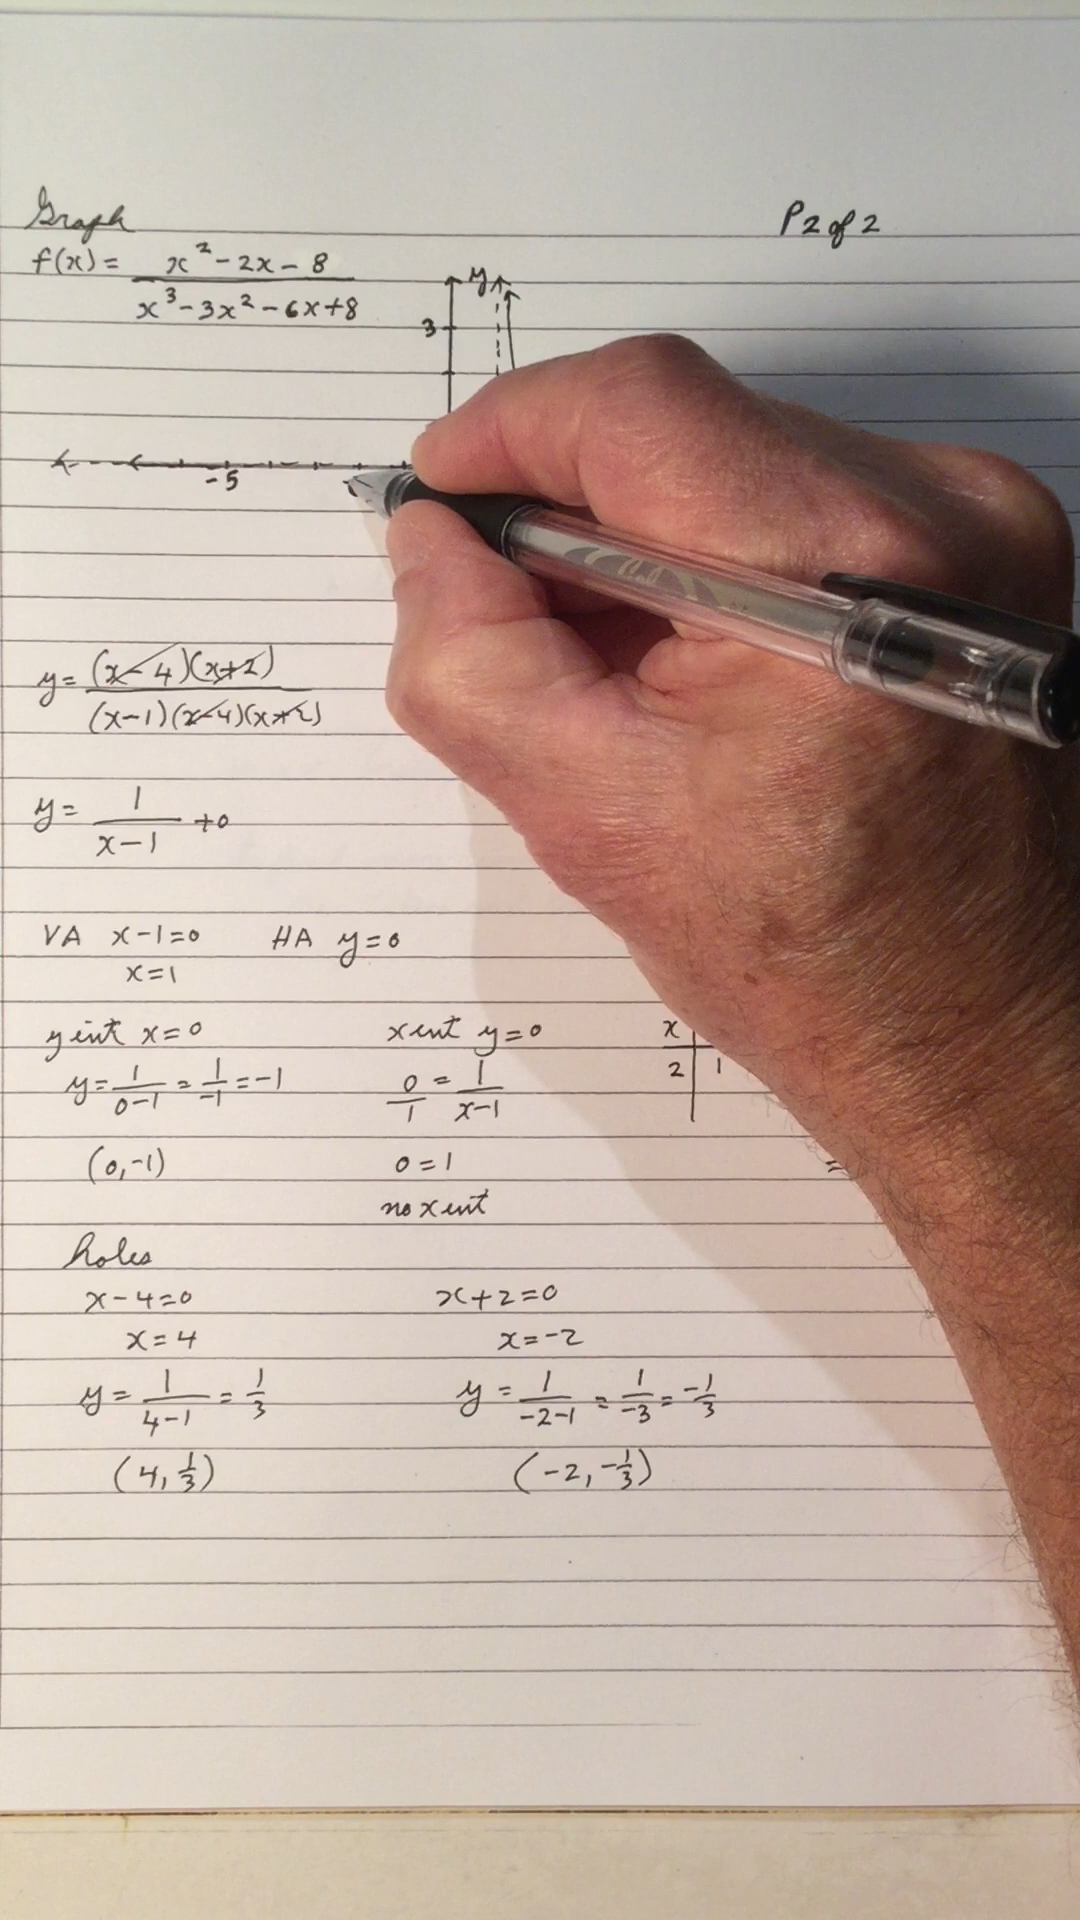 Graph
P2 of 2
f(x) = (x² - 2x - 8) / (x³ - 3x² - 6x + 8)
y
3
-5
y = (x-4)(x+2) / (x-1)(x-4)(x+2)
y = 1/(x-1) + 0
VA x-1=0 HA y=0
x=1
y int x=0 x int y=0 x
y = 1/(0-1) = 1/-1 = -1 0/1 = 1/(x-1) 2 1
(0,-1) 0=1 =
no x int
holes
x-4=0 x+2=0
x=4 x=-2
y = 1/(4-1) = 1/3 y = 1/(-2-1) = 1/-3 = -1/3
(4, 1/3) (-2, -1/3)